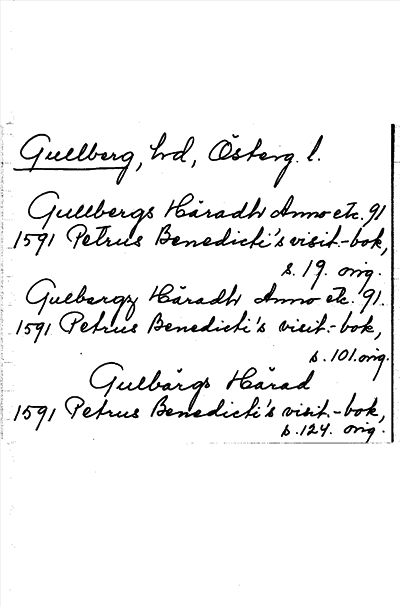 Gullberg, hd, Österg. l.
Gullbergs Häradh Anno etc. 91
1591 Petrus Benedicti's visit.-bok,
s. 19. orig.
Gulbergz Häradh Anno etc. 91.
1591 Petrus Benedicti's visit.-bok,
s. 101. orig.
Gulbärgs Härad
1591 Petrus Benedicti's visit.-bok,
s. 124. orig.